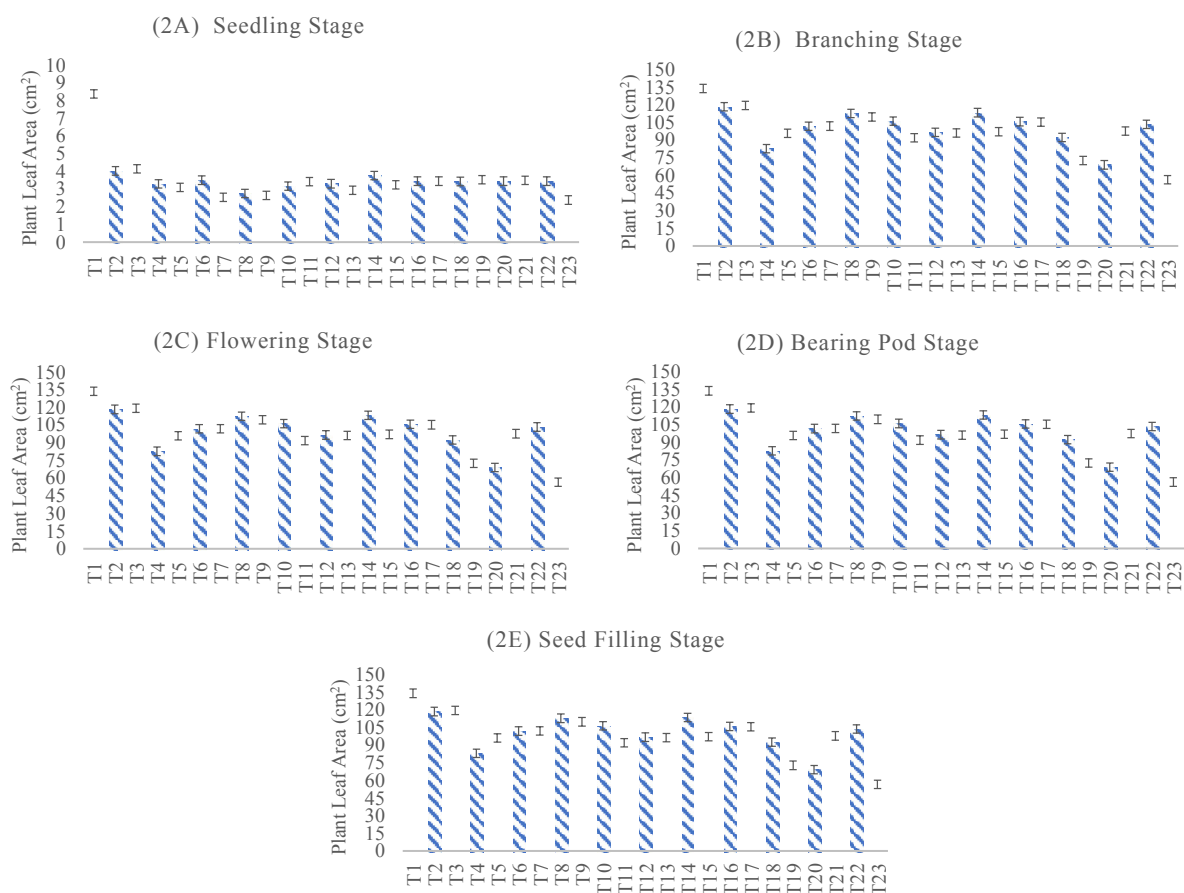 (2A) Seedling Stage
Plant Leaf Area (cm²)
10
9
8
7
6
5
4
3
2
1
0
T1
T2
T3
T4
T5
T6
T7
T8
T9
T10
T11
T12
T13
T14
T15
T16
T17
T18
T19
T20
T21
T22
T23
(2B) Branching Stage
Plant Leaf Area (cm²)
150
135
120
105
90
75
60
45
30
15
0
T1
T2
T3
T4
T5
T6
T7
T8
T9
T10
T11
T12
T13
T14
T15
T16
T17
T18
T19
T20
T21
T22
T23
(2C) Flowering Stage
Plant Leaf Area (cm²)
150
135
120
105
90
75
60
45
30
15
0
T1
T2
T3
T4
T5
T6
T7
T8
T9
T10
T11
T12
T13
T14
T15
T16
T17
T18
T19
T20
T21
T22
T23
(2D) Bearing Pod Stage
Plant Leaf Area (cm²)
150
135
120
105
90
75
60
45
30
15
0
T1
T2
T3
T4
T5
T6
T7
T8
T9
T10
T11
T12
T13
T14
T15
T16
T17
T18
T19
T20
T21
T22
T23
(2E) Seed Filling Stage
Plant Leaf Area (cm²)
150
135
120
105
90
75
60
45
30
15
0
T1
T2
T3
T4
T5
T6
T7
T8
T9
T10
T11
T12
T13
T14
T15
T16
T17
T18
T19
T20
T21
T22
T23